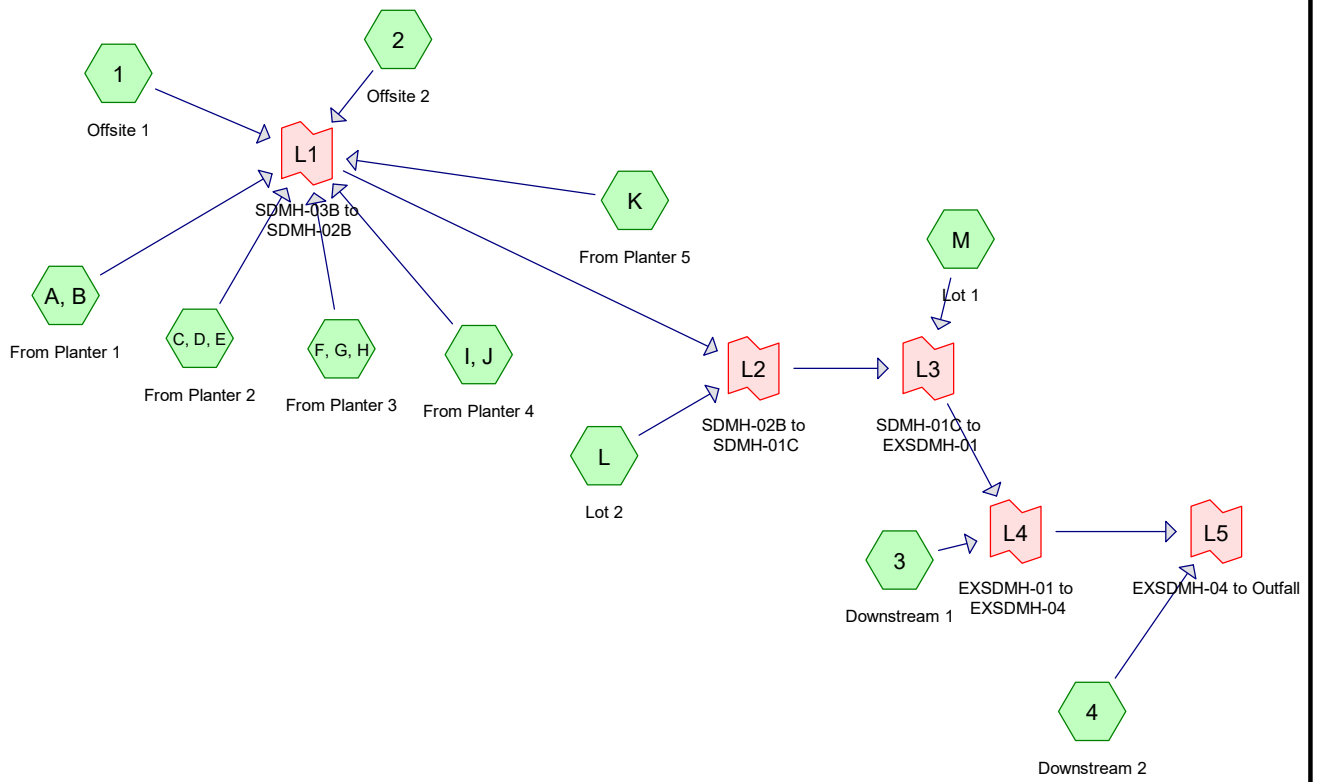 2
Offsite 2
1
Offsite 1
L1
SDMH-03B to
SDMH-02B
K
From Planter 5
M
Lot 1
A, B
From Planter 1
C, D, E
From Planter 2
F, G, H
From Planter 3
I, J
From Planter 4
L2
SDMH-02B to
SDMH-01C
L3
SDMH-01C to
EXSDMH-01
L
Lot 2
L4
EXSDMH-01 to
EXSDMH-04
L5
EXSDMH-04 to Outfall
3
Downstream 1
4
Downstream 2